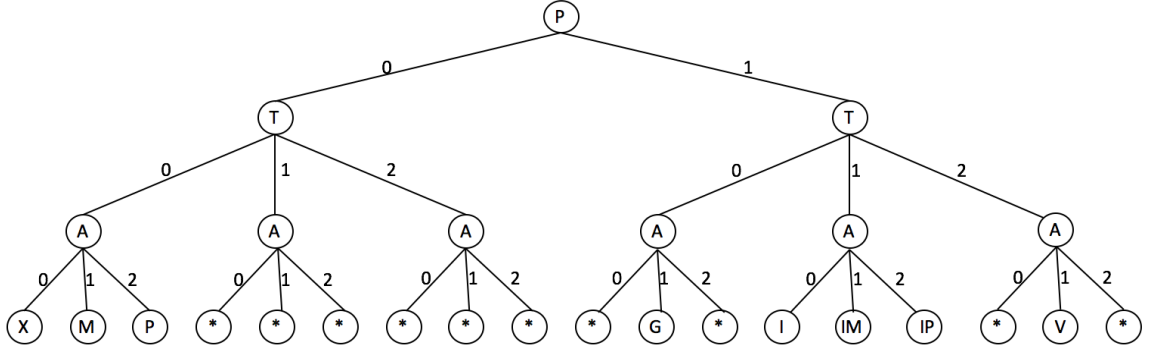 P
0 1
T T
0 1 2 0 1 2
A A A A A A
0 1 2 0 1 2 0 1 2 0 1 2 0 1 2 0 1 2
X M P * * * * * * * G * I IM IP * V *